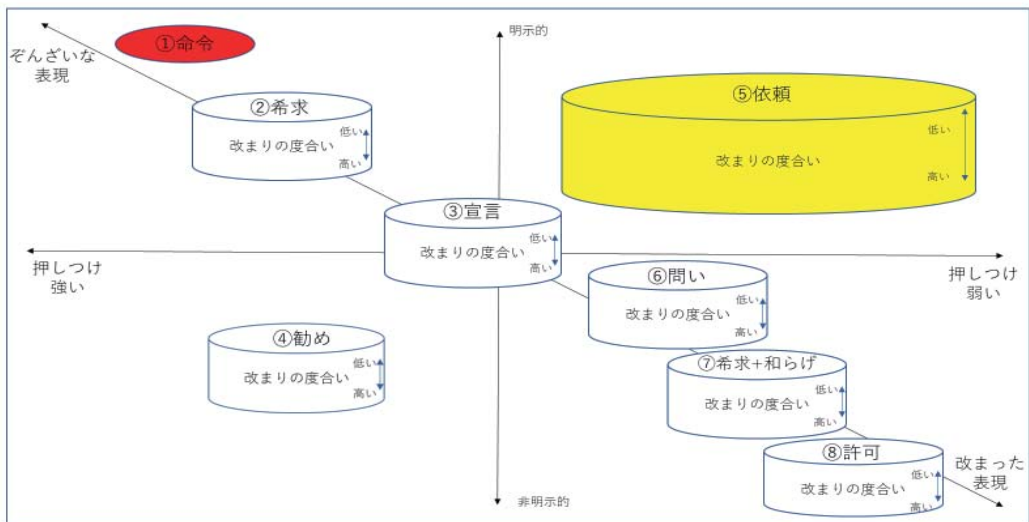 明示的
①命令
ぞんざいな
表現
②希求
低い
改まりの度合い
高い
⑤依頼
低い
改まりの度合い
高い
③宣言
低い
改まりの度合い
高い
押しつけ
強い
押しつけ
弱い
⑥問い
低い
改まりの度合い
高い
④勧め
低い
改まりの度合い
高い
⑦希求+和らげ
低い
改まりの度合い
高い
⑧許可
低い
改まりの度合い
高い
改まった
表現
非明示的